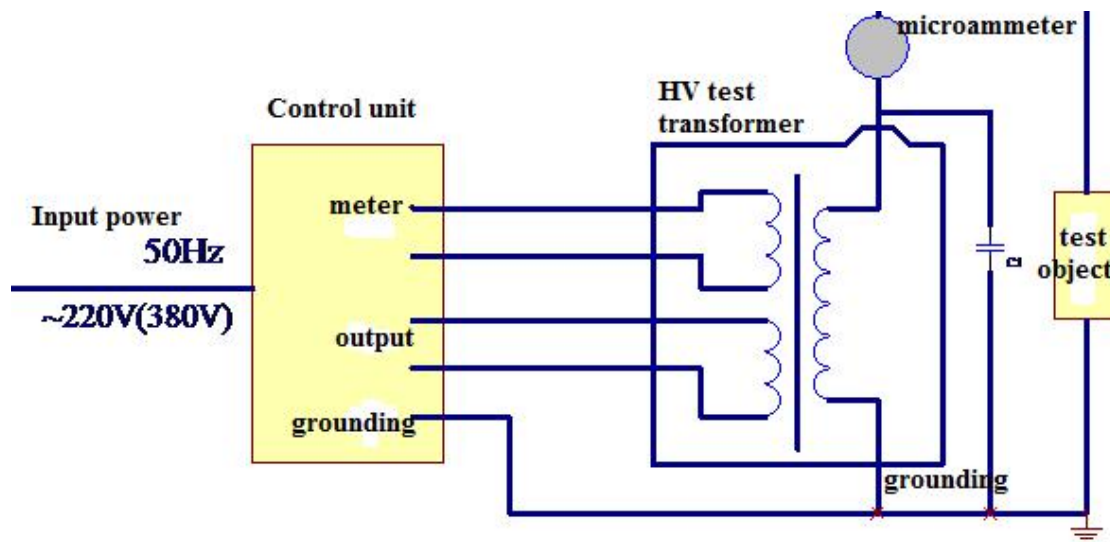 microammeter
HV test
transformer
Control unit
Input power
50Hz
~220V(380V)
meter
output
grounding
test
object
grounding